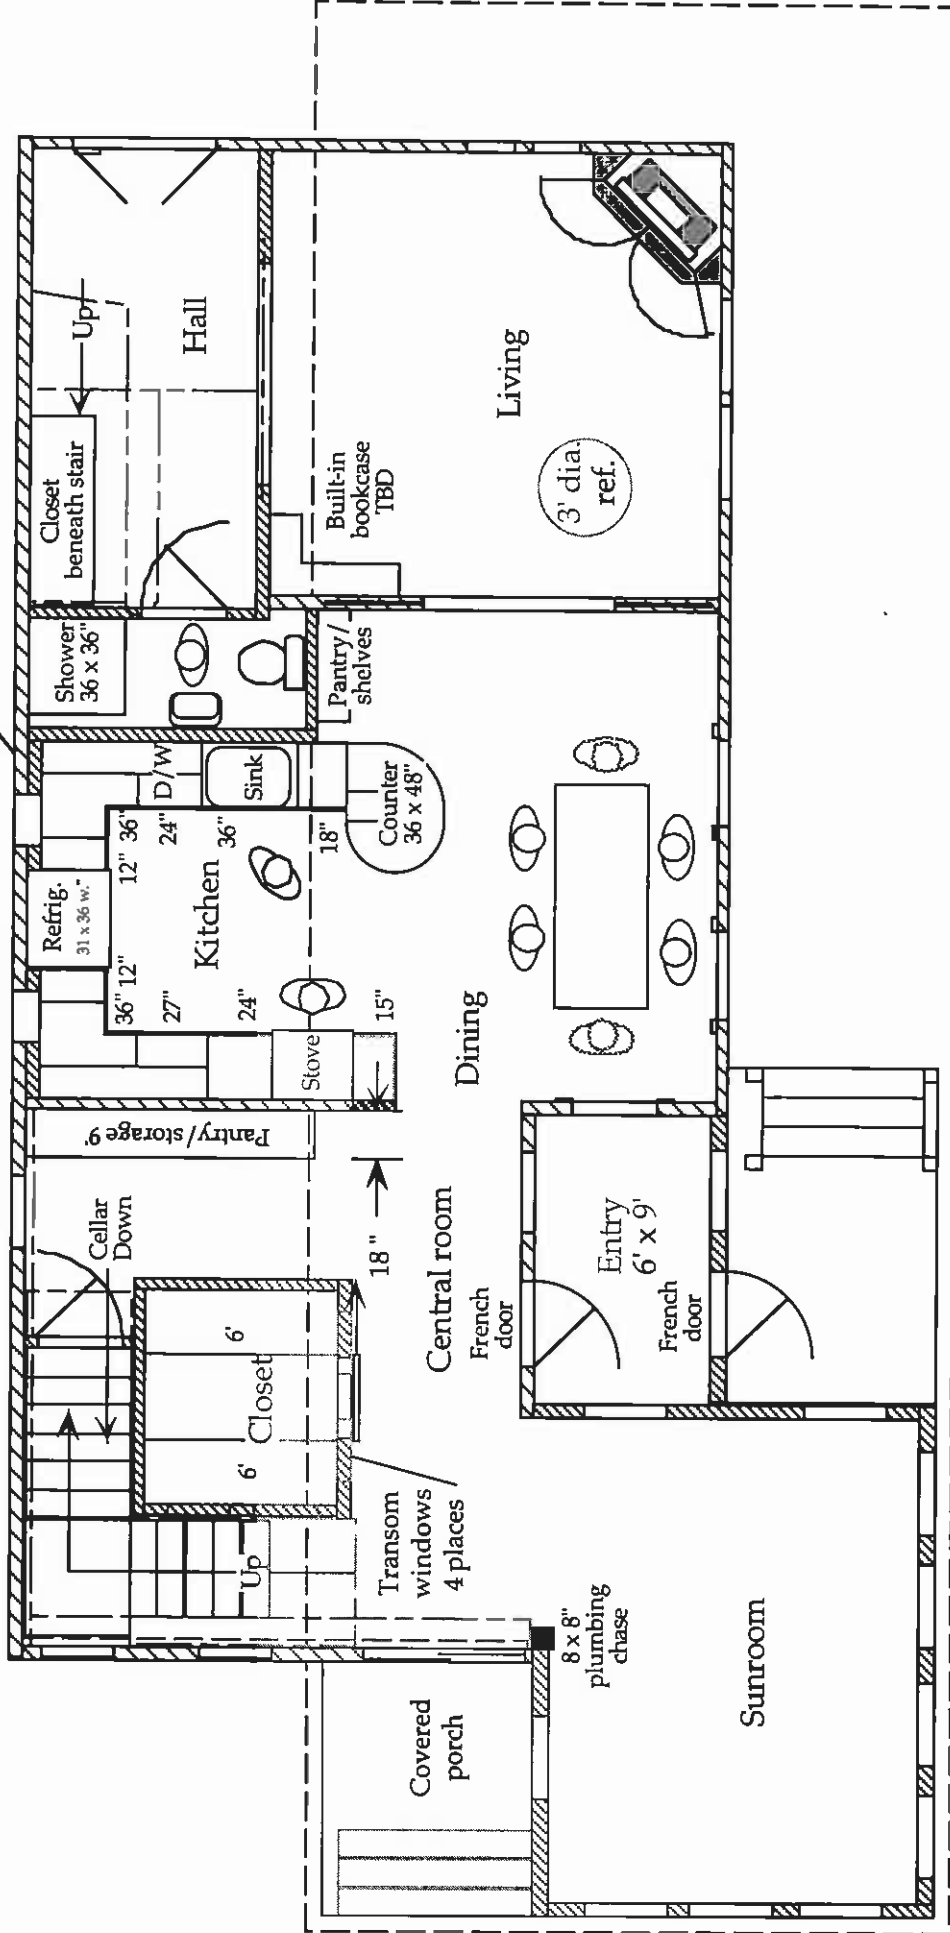 Closet
beneath stair
Up
Hall
Shower
36 x 36"
D/W
Sink
36"
24"
36"
18"
12"
Refrig.
31 x 36 w."
12"
36"
27"
24"
15"
Kitchen
Stove
Counter
36 x 48"
Pantry/
shelves
Built-in
bookcase
TBD
Living
3' dia.
ref.
Dining
Pantry/storage 9'
18"
Cellar
Down
Closet
6'
6'
Up
Central room
French
door
Entry
6' x 9'
French
door
Transom
windows
4 places
8 x 8"
plumbing
chase
Covered
porch
Sunroom